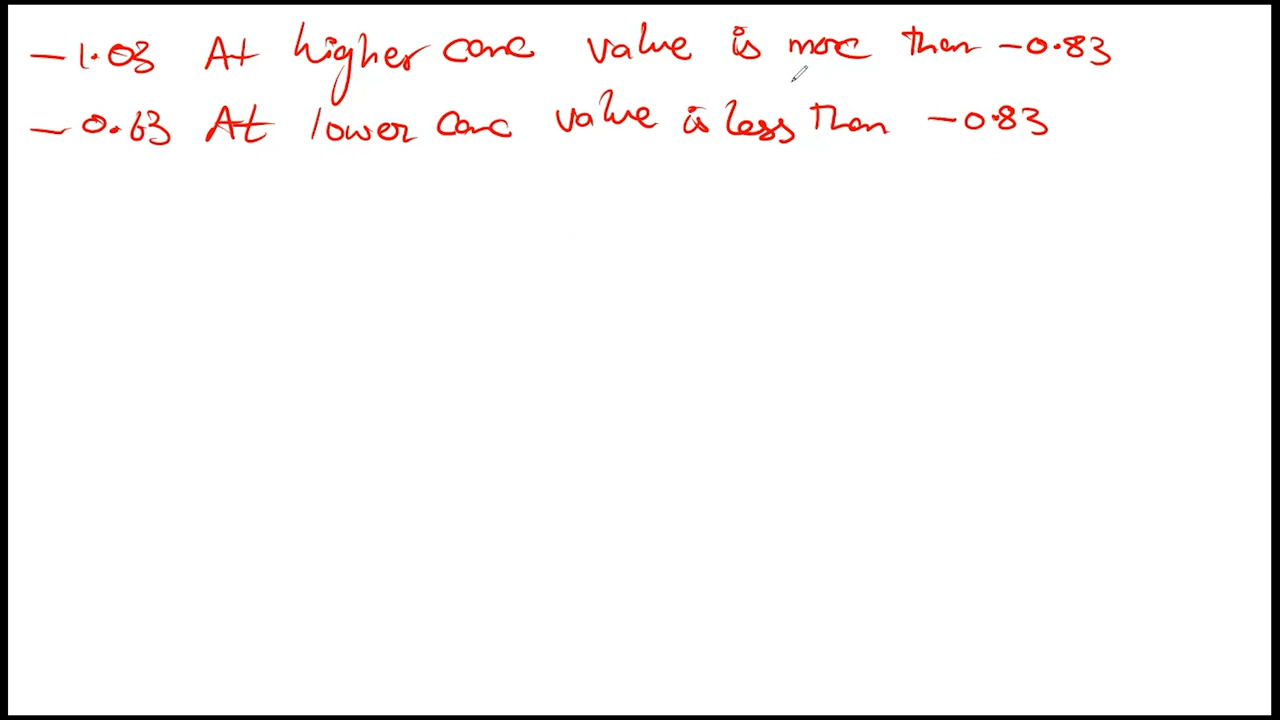 -1.03 At higher conc value is more than -0.83
-0.63 At lower conc value is less than -0.83